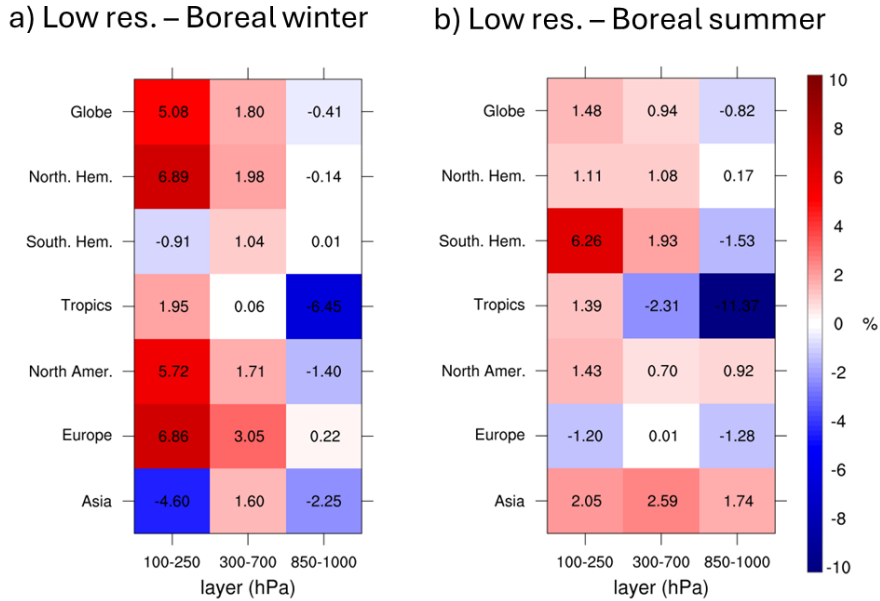 a) Low res. – Boreal winter
Globe 5.08 1.80 -0.41
North. Hem. 6.89 1.98 -0.14
South. Hem. -0.91 1.04 0.01
Tropics 1.95 0.06 -6.45
North Amer. 5.72 1.71 -1.40
Europe 6.86 3.05 0.22
Asia -4.60 1.60 -2.25
100-250 300-700 850-1000
layer (hPa)
b) Low res. – Boreal summer
Globe 1.48 0.94 -0.82
North. Hem. 1.11 1.08 0.17
South. Hem. 6.26 1.93 -1.53
Tropics 1.39 -2.31 -11.37
North Amer. 1.43 0.70 0.92
Europe -1.20 0.01 -1.28
Asia 2.05 2.59 1.74
100-250 300-700 850-1000
layer (hPa)
10
8
6
4
2
0
-2
-4
-6
-8
-10
%